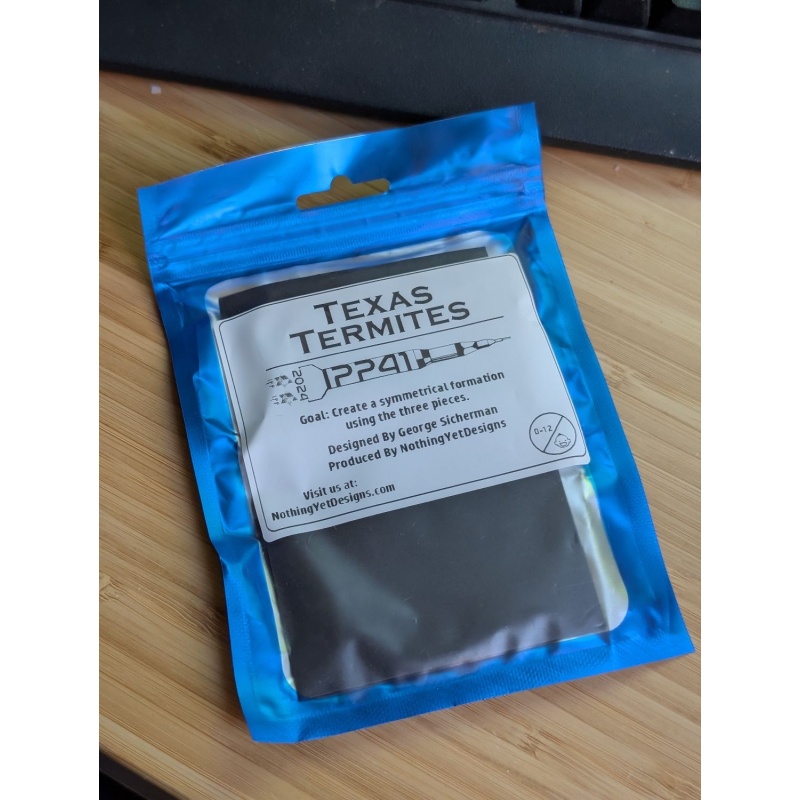 TEXAS
TERMITES
2024 IPP41
Goal: Create a symmetrical formation
using the three pieces.
Designed By George Sicherman
Produced By NothingYetDesigns
0-12
Visit us at:
NothingYetDesigns.com